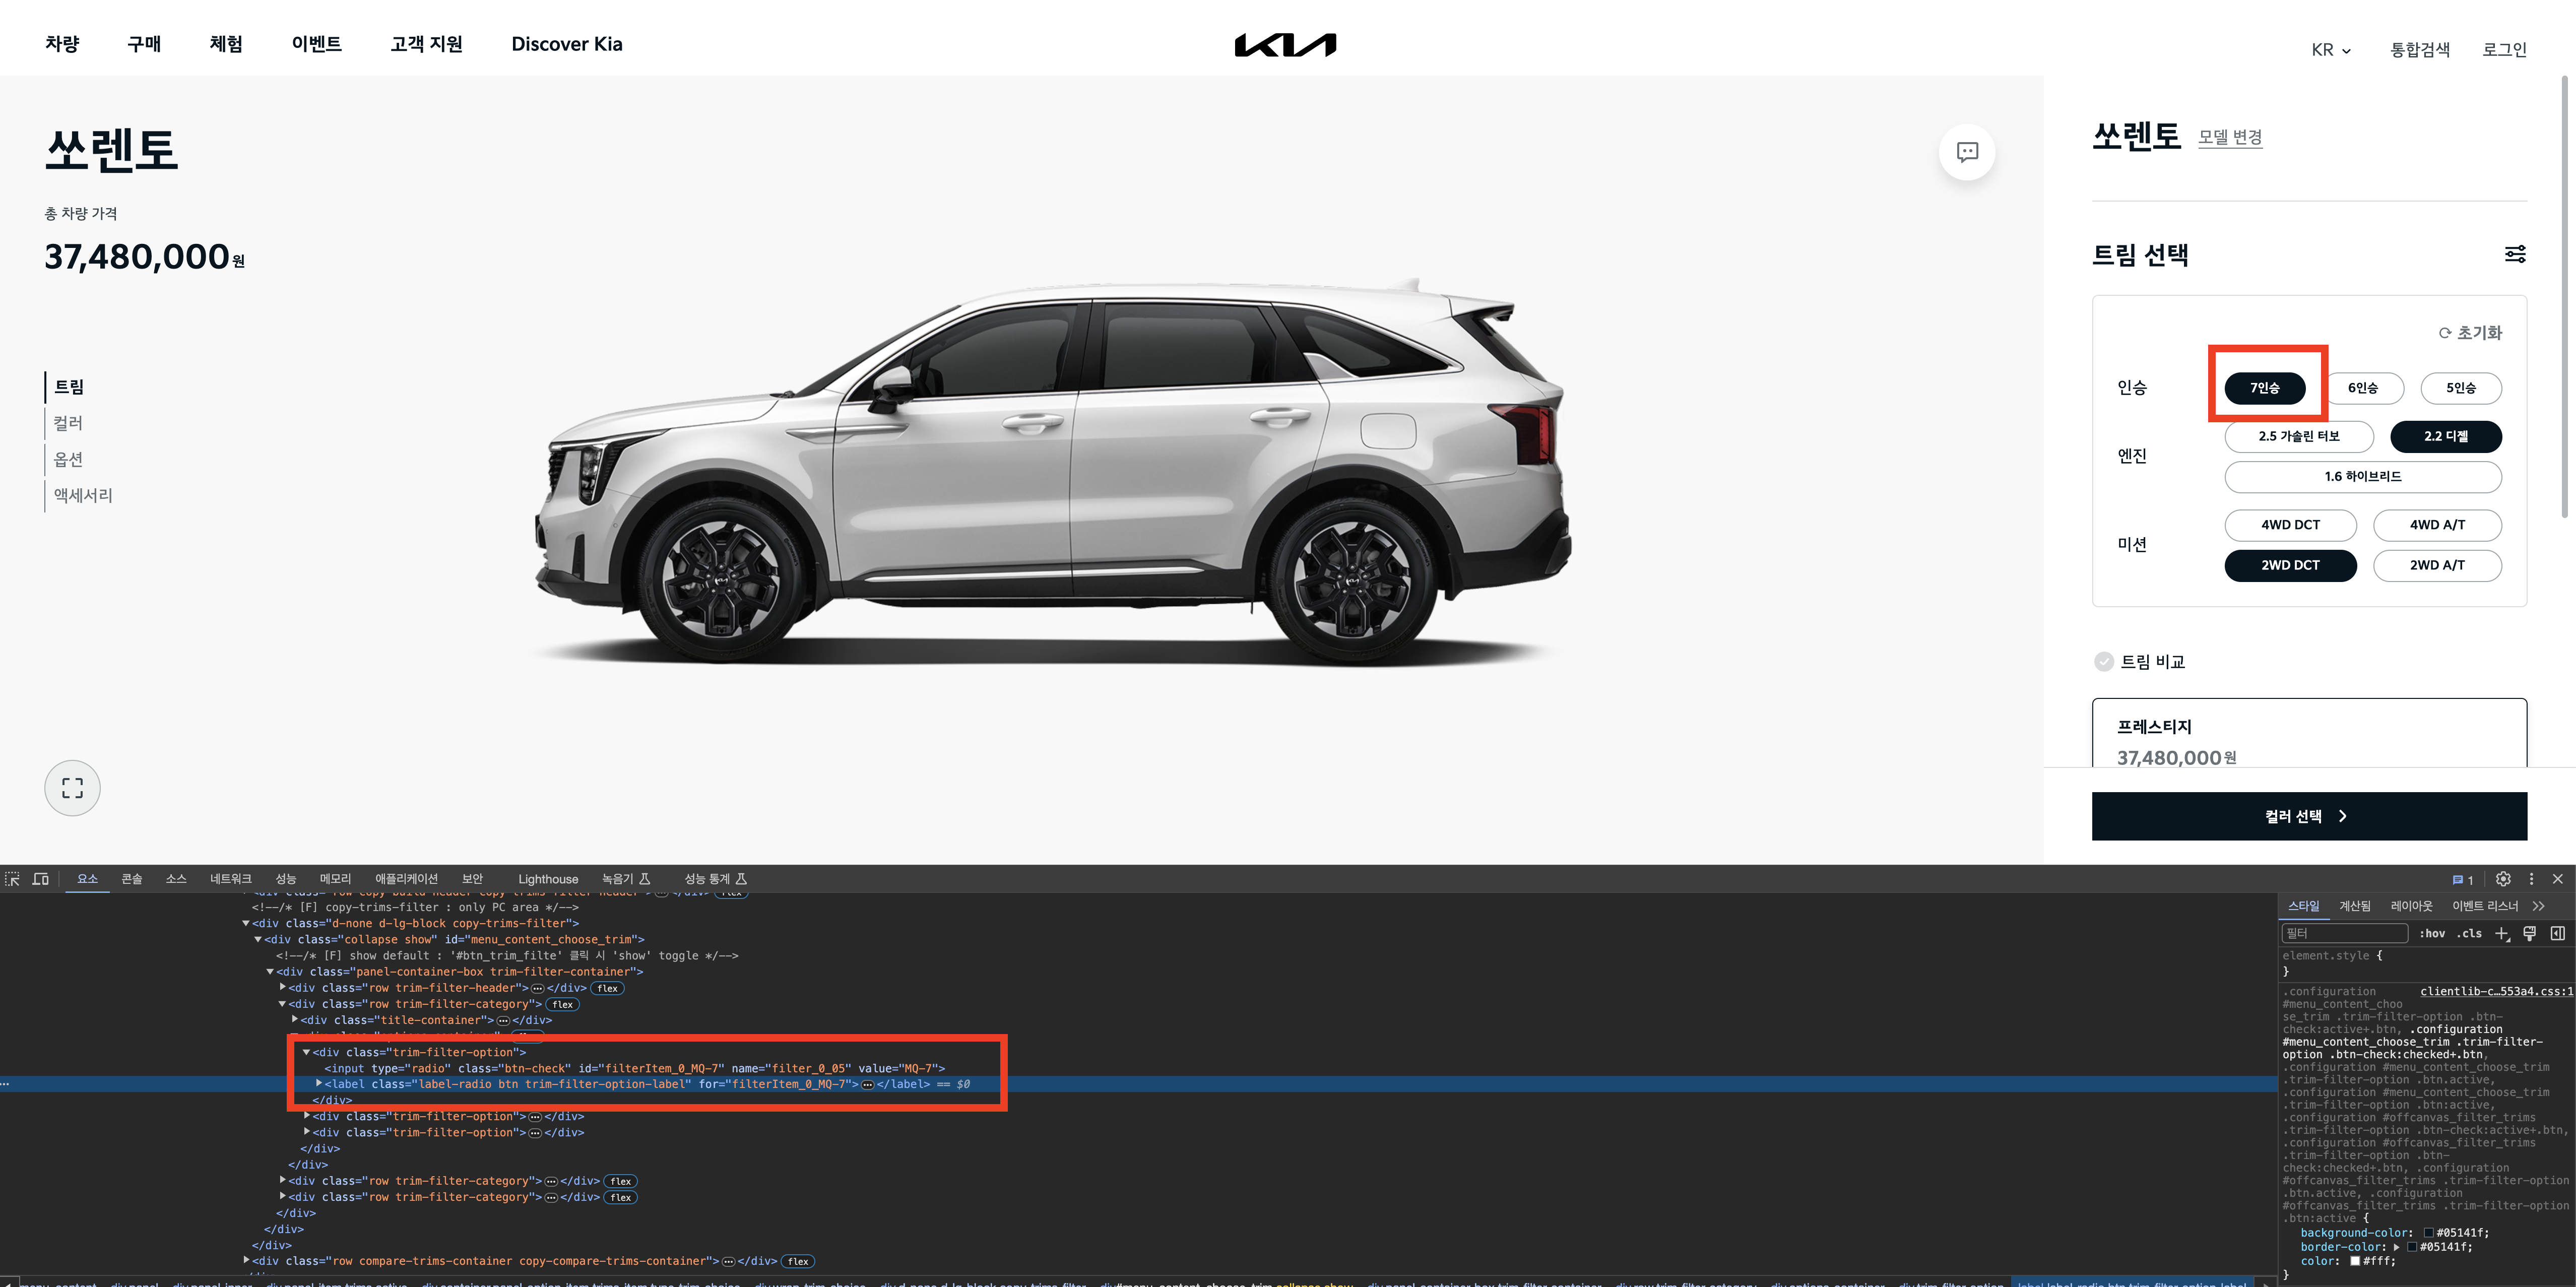 차량 구매 체험 이벤트 고객 지원 Discover Kia
KIA
KR 통합검색 로그인
쏘렌토
총 차량 가격
37,480,000원
트림
컬러
옵션
액세서리
쏘렌토 모델 변경
트림 선택
초기화
인승 7인승 6인승 5인승
엔진 2.5 가솔린 터보 2.2 디젤
1.6 하이브리드
미션 4WD DCT 4WD A/T
2WD DCT 2WD A/T
트림 비교
프레스티지
37,480,000원
컬러 선택
요소 콘솔 소스 네트워크 성능 메모리 애플리케이션 보안 Lighthouse 녹음기 성능 통계 1
<!--/* [F] copy-trims-filter : only PC area */-->
<div class="d-none d-lg-block copy-trims-filter">
<div class="collapse show" id="menu_content_choose_trim">
<!--/* [F] show default : '#btn_trim_filte' 클릭 시 'show' toggle */-->
<div class="panel-container-box trim-filter-container">
<div class="row trim-filter-header">…</div> flex
<div class="row trim-filter-category"> flex
<div class="title-container">…</div>
<div class="trim-filter-option">
<input type="radio" class="btn-check" id="filterItem_0_MQ-7" name="filter_0_05" value="MQ-7">
<label class="label-radio btn trim-filter-option-label" for="filterItem_0_MQ-7">…</label> == $0
</div>
<div class="trim-filter-option">…</div>
<div class="trim-filter-option">…</div>
</div>
</div>
<div class="row trim-filter-category">…</div> flex
<div class="row trim-filter-category">…</div> flex
</div>
</div>
</div>
<div class="row compare-trims-container copy-compare-trims-container">…</div> flex
스타일 계산됨 레이아웃 이벤트 리스너
필터 :hov .cls
element.style {
}
.configuration clientlib-c…553a4.css:1
#menu_content_choo
se_trim .trim-filter-option .btn-
check:active+.btn, .configuration
#menu_content_choose_trim .trim-filter-
option .btn-check:checked+.btn,
.configuration #menu_content_choose_trim
.trim-filter-option .btn.active,
.configuration #menu_content_choose_trim
.trim-filter-option .btn:active,
.configuration #offcanvas_filter_trims
.trim-filter-option .btn-check:active+.btn,
.configuration #offcanvas_filter_trims
.trim-filter-option .btn-
check:checked+.btn, .configuration
#offcanvas_filter_trims .trim-filter-option
.btn.active, .configuration
#offcanvas_filter_trims .trim-filter-option
.btn:active {
background-color: #05141f;
border-color: #05141f;
color: #fff;
}